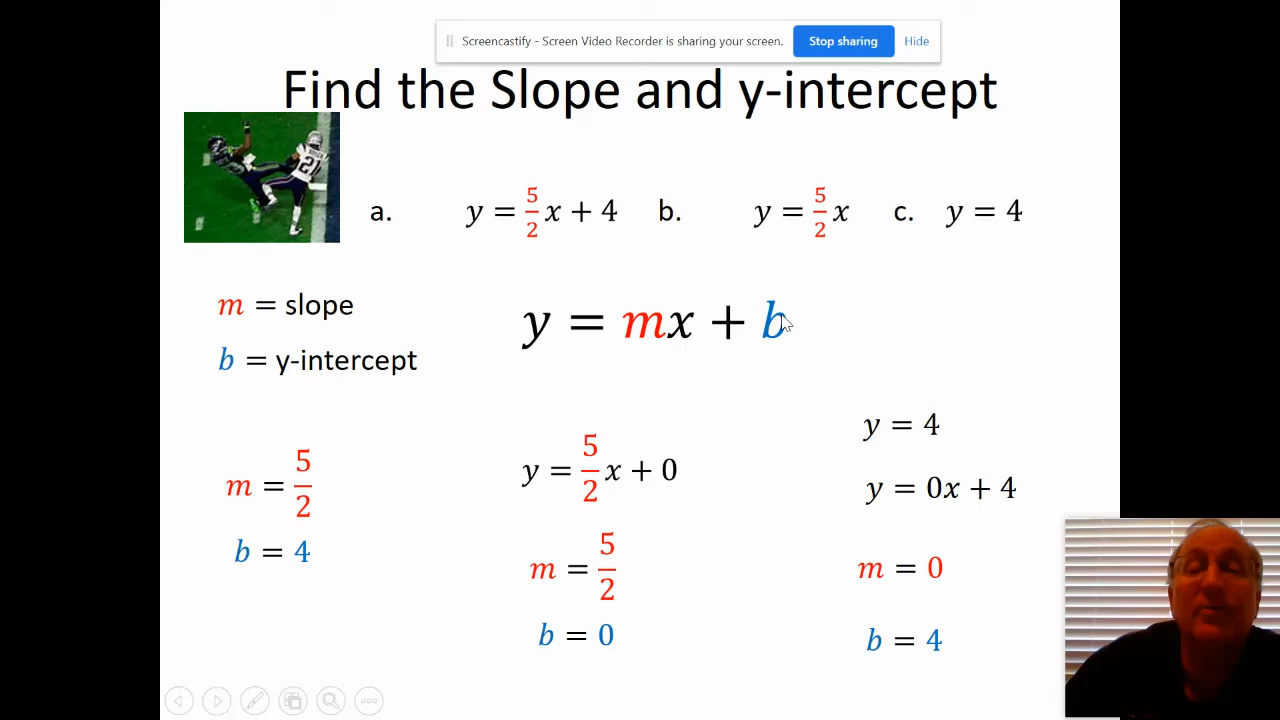 Screencastify - Screen Video Recorder is sharing your screen. Stop sharing Hide
Find the Slope and y-intercept
a. y = 5/2 x + 4 b. y = 5/2 x c. y = 4
m = slope
y = mx + b
b = y-intercept
m = 5/2
b = 4
y = 5/2 x + 0
m = 5/2
b = 0
y = 4
y = 0x + 4
m = 0
b = 4
21